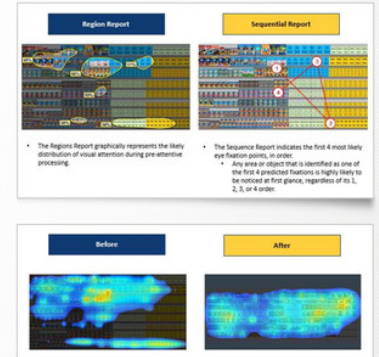 Region Report
Sequential Report
• The Regions Report graphically represents the likely
distribution of visual attention during pre-attentive
processing.
• The Sequence Report indicates the first 4 most likely
eye fixation points, in order.
• Any area or object that is identified as one of
the first 4 predicted fixations is highly likely to
be noticed at first glance, regardless of its 1,
2, 3, or 4 order.
Before
After